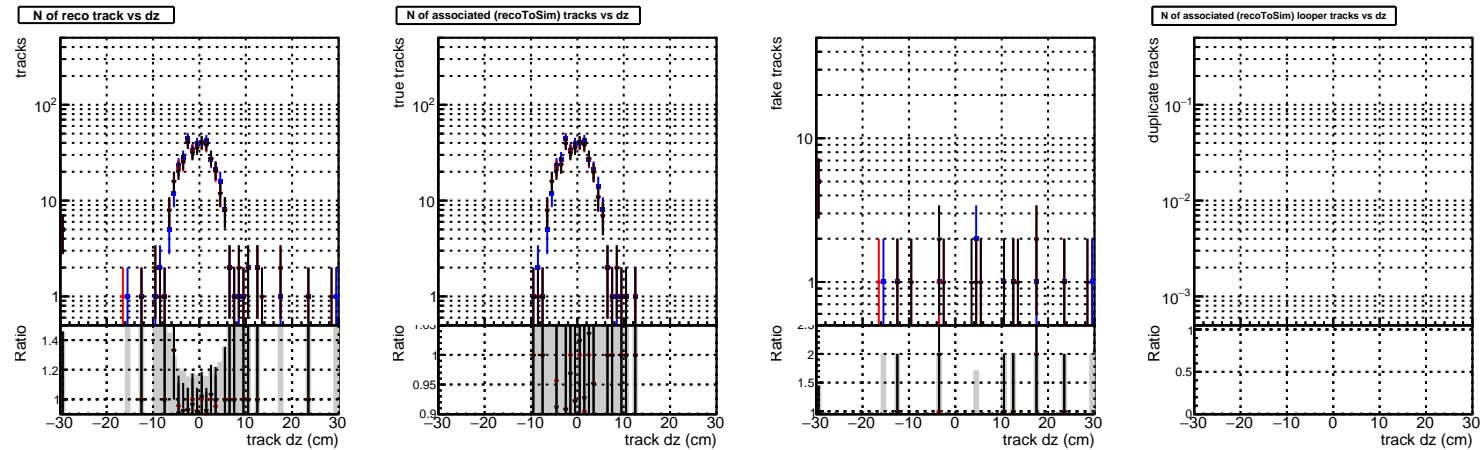 N of reco track vs dz
tracks
10²
10
1
Ratio
1.4
1.2
1
−30 −20 −10 0 10 20 30
track dz (cm)
N of associated (recoToSim) tracks vs dz
true tracks
10²
10
1
Ratio
1.05
1
0.95
0.9
−30 −20 −10 0 10 20 30
track dz (cm)
fake tracks
10
1
Ratio
2.5
2
1.5
1
−30 −20 −10 0 10 20 30
track dz (cm)
N of associated (recoToSim) looper tracks vs dz
duplicate tracks
10⁻¹
10⁻²
10⁻³
Ratio
1
0.5
0
−30 −20 −10 0 10 20 30
track dz (cm)